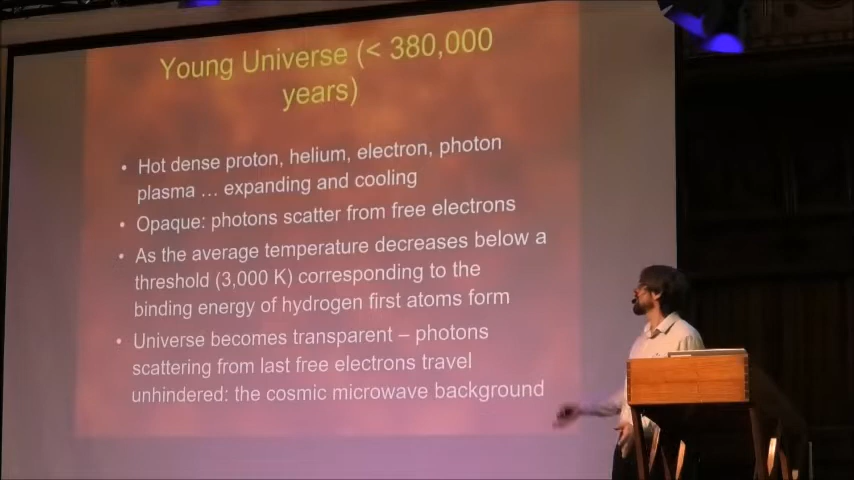 Young Universe (< 380,000
years)
• Hot dense proton, helium, electron, photon
plasma … expanding and cooling
• Opaque: photons scatter from free electrons
• As the average temperature decreases below a
threshold (3,000 K) corresponding to the
binding energy of hydrogen first atoms form
• Universe becomes transparent – photons
scattering from last free electrons travel
unhindered: the cosmic microwave background